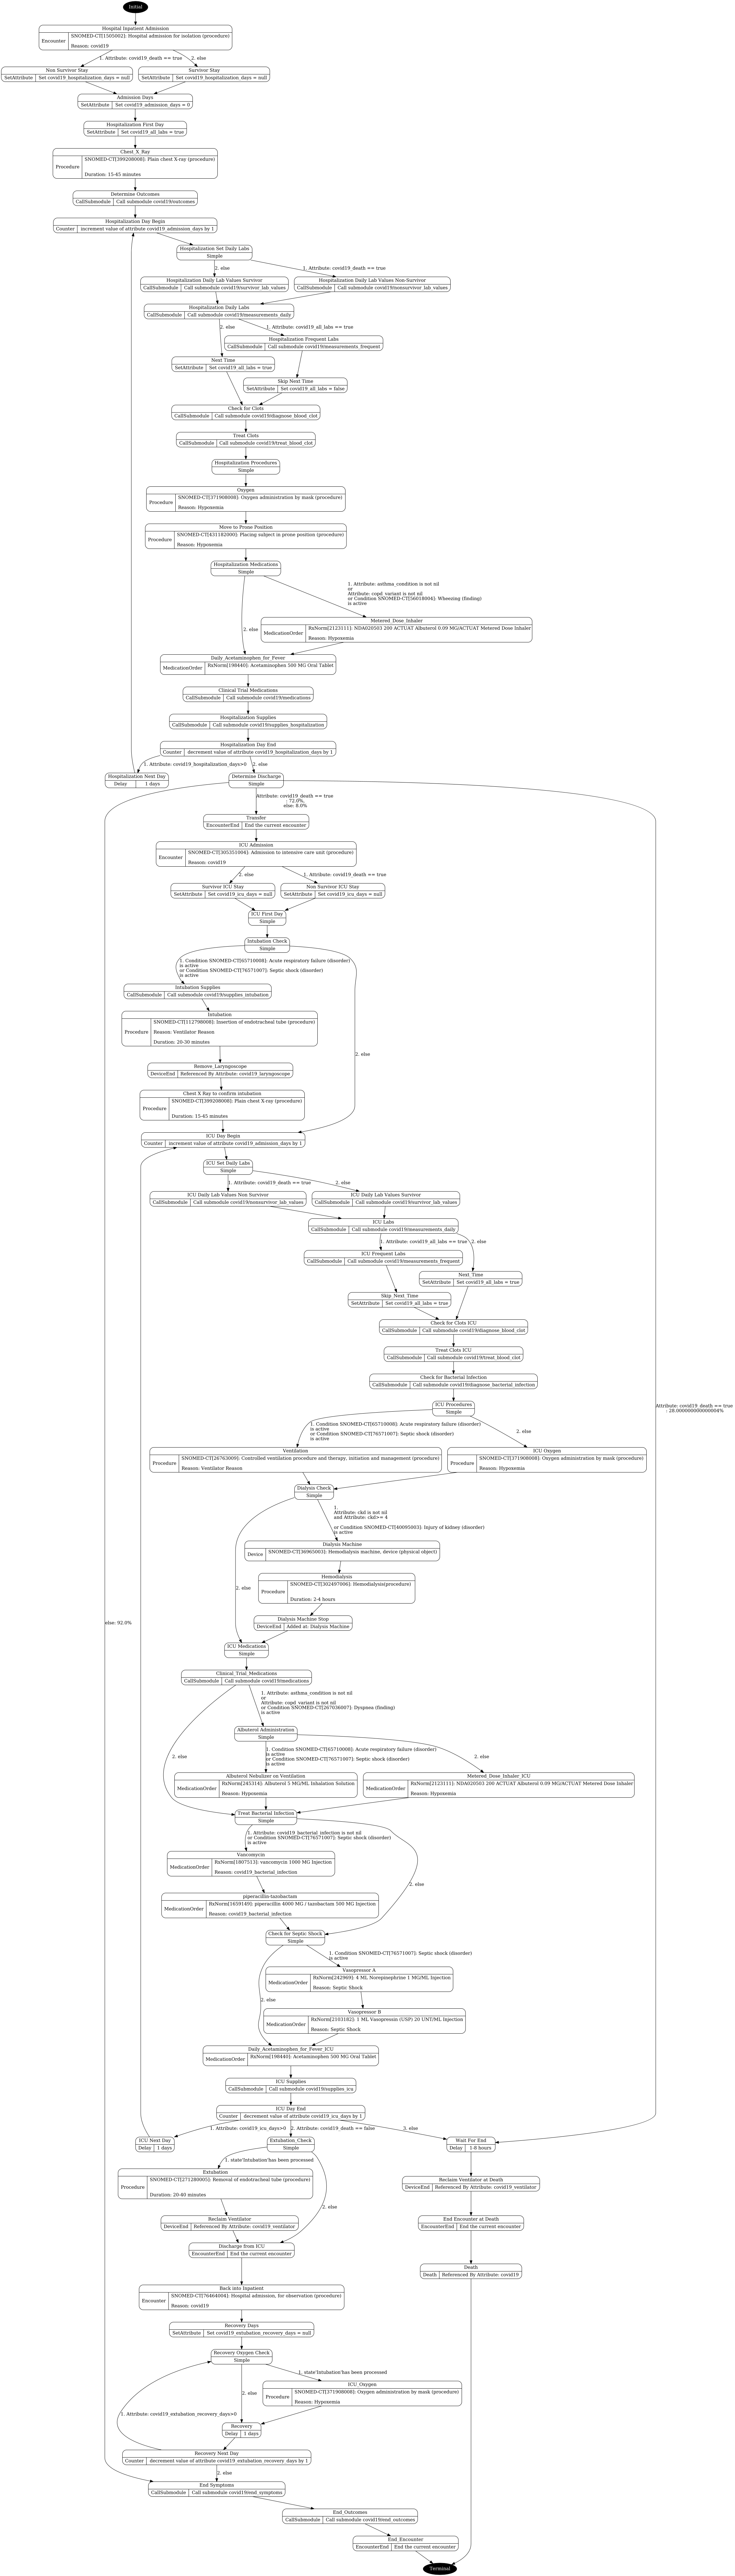 Initial
Hospital Inpatient Admission
Encounter
SNOMED-CT[1505002]: Hospital admission for isolation (procedure)
Reason: covid19
1. Attribute: covid19_death == true
2. else
Non Survivor Stay
SetAttribute Set covid19_hospitalization_days = null
Survivor Stay
SetAttribute Set covid19_hospitalization_days = null
Admission Days
SetAttribute Set covid19_admission_days = 0
Hospitalization First Day
SetAttribute Set covid19_all_labs = true
Chest_X_Ray
Procedure
SNOMED-CT[399208008]: Plain chest X-ray (procedure)
Duration: 15-45 minutes
Determine Outcomes
CallSubmodule Call submodule covid19/outcomes
Hospitalization Day Begin
Counter increment value of attribute covid19_admission_days by 1
Hospitalization Set Daily Labs
Simple
2. else
1. Attribute: covid19_death == true
Hospitalization Daily Lab Values Survivor
CallSubmodule Call submodule covid19/survivor_lab_values
Hospitalization Daily Lab Values Non-Survivor
CallSubmodule Call submodule covid19/nonsurvivor_lab_values
Hospitalization Daily Labs
CallSubmodule Call submodule covid19/measurements_daily
2. else
1. Attribute: covid19_all_labs == true
Hospitalization Frequent Labs
CallSubmodule Call submodule covid19/measurements_frequent
Next Time
SetAttribute Set covid19_all_labs = true
Skip Next Time
SetAttribute Set covid19_all_labs = false
Check for Clots
CallSubmodule Call submodule covid19/diagnose_blood_clot
Treat Clots
CallSubmodule Call submodule covid19/treat_blood_clot
Hospitalization Procedures
Simple
Oxygen
Procedure
SNOMED-CT[371908008]: Oxygen administration by mask (procedure)
Reason: Hypoxemia
Move to Prone Position
Procedure
SNOMED-CT[431182000]: Placing subject in prone position (procedure)
Reason: Hypoxemia
Hospitalization Medications
Simple
1. Attribute: asthma_condition is not nil
or
Attribute: copd_variant is not nil
or Condition SNOMED-CT[56018004]: Wheezing (finding)
is active
2. else
Metered_Dose_Inhaler
MedicationOrder
RxNorm[2123111]: NDA020503 200 ACTUAT Albuterol 0.09 MG/ACTUAT Metered Dose Inhaler
Reason: Hypoxemia
Daily_Acetaminophen_for_Fever
MedicationOrder
RxNorm[198440]: Acetaminophen 500 MG Oral Tablet
Clinical Trial Medications
CallSubmodule Call submodule covid19/medications
Hospitalization Supplies
CallSubmodule Call submodule covid19/supplies_hospitalization
Hospitalization Day End
Counter decrement value of attribute covid19_hospitalization_days by 1
1. Attribute: covid19_hospitalization_days>0
2. else
Hospitalization Next Day
Delay 1 days
Determine Discharge
Simple
Attribute: covid19_death == true
: 72.0%,
else: 8.0%
Transfer
EncounterEnd End the current encounter
ICU Admission
Encounter
SNOMED-CT[305351004]: Admission to intensive care unit (procedure)
Reason: covid19
2. else
1. Attribute: covid19_death == true
Survivor ICU Stay
SetAttribute Set covid19_icu_days = null
Non Survivor ICU Stay
SetAttribute Set covid19_icu_days = null
ICU First Day
Simple
Intubation Check
Simple
1. Condition SNOMED-CT[65710008]: Acute respiratory failure (disorder)
is active
or Condition SNOMED-CT[76571007]: Septic shock (disorder)
is active
Intubation Supplies
CallSubmodule Call submodule covid19/supplies_intubation
Intubation
Procedure
SNOMED-CT[112798008]: Insertion of endotracheal tube (procedure)
Reason: Ventilator Reason
Duration: 20-30 minutes
2. else
Remove_Laryngoscope
DeviceEnd Referenced By Attribute: covid19_laryngoscope
Chest X Ray to confirm intubation
Procedure
SNOMED-CT[399208008]: Plain chest X-ray (procedure)
Duration: 15-45 minutes
ICU Day Begin
Counter increment value of attribute covid19_admission_days by 1
ICU Set Daily Labs
Simple
1. Attribute: covid19_death == true
2. else
ICU Daily Lab Values Non Survivor
CallSubmodule Call submodule covid19/nonsurvivor_lab_values
ICU Daily Lab Values Survivor
CallSubmodule Call submodule covid19/survivor_lab_values
ICU Labs
CallSubmodule Call submodule covid19/measurements_daily
1. Attribute: covid19_all_labs == true
2. else
ICU Frequent Labs
CallSubmodule Call submodule covid19/measurements_frequent
Next_Time
SetAttribute Set covid19_all_labs = true
Skip_Next_Time
SetAttribute Set covid19_all_labs = true
Check for Clots ICU
CallSubmodule Call submodule covid19/diagnose_blood_clot
Treat Clots ICU
CallSubmodule Call submodule covid19/treat_blood_clot
Check for Bacterial Infection
CallSubmodule Call submodule covid19/diagnose_bacterial_infection
ICU Procedures
Simple
Attribute: covid19_death == true
: 28.000000000000004%
1. Condition SNOMED-CT[65710008]: Acute respiratory failure (disorder)
is active
or Condition SNOMED-CT[76571007]: Septic shock (disorder)
is active
2. else
Ventilation
Procedure
SNOMED-CT[26763009]: Controlled ventilation procedure and therapy, initiation and management (procedure)
Reason: Ventilator Reason
ICU Oxygen
Procedure
SNOMED-CT[371908008]: Oxygen administration by mask (procedure)
Reason: Hypoxemia
Dialysis Check
Simple
1.
Attribute: ckd is not nil
and Attribute: ckd>= 4
or Condition SNOMED-CT[40095003]: Injury of kidney (disorder)
is active
Dialysis Machine
Device
SNOMED-CT[36965003]: Hemodialysis machine, device (physical object)
Hemodialysis
Procedure
SNOMED-CT[302497006]: Hemodialysis(procedure)
Duration: 2-4 hours
2. else
Dialysis Machine Stop
DeviceEnd Added at: Dialysis Machine
else: 92.0%
ICU Medications
Simple
Clinical_Trial_Medications
CallSubmodule Call submodule covid19/medications
1. Attribute: asthma_condition is not nil
or
Attribute: copd_variant is not nil
or Condition SNOMED-CT[267036007]: Dyspnea (finding)
is active
Albuterol Administration
Simple
2. else
1. Condition SNOMED-CT[65710008]: Acute respiratory failure (disorder)
is active
or Condition SNOMED-CT[76571007]: Septic shock (disorder)
is active
2. else
Albuterol Nebulizer on Ventilation
MedicationOrder
RxNorm[245314]: Albuterol 5 MG/ML Inhalation Solution
Reason: Hypoxemia
Metered_Dose_Inhaler_ICU
MedicationOrder
RxNorm[2123111]: NDA020503 200 ACTUAT Albuterol 0.09 MG/ACTUAT Metered Dose Inhaler
Reason: Hypoxemia
Treat Bacterial Infection
Simple
1. Attribute: covid19_bacterial_infection is not nil
or Condition SNOMED-CT[76571007]: Septic shock (disorder)
is active
Vancomycin
MedicationOrder
RxNorm[1807513]: vancomycin 1000 MG Injection
Reason: covid19_bacterial_infection
2. else
piperacillin-tazobactam
MedicationOrder
RxNorm[1659149]: piperacillin 4000 MG / tazobactam 500 MG Injection
Reason: covid19_bacterial_infection
Check for Septic Shock
Simple
1. Condition SNOMED-CT[76571007]: Septic shock (disorder)
is active
Vasopressor A
MedicationOrder
RxNorm[242969]: 4 ML Norepinephrine 1 MG/ML Injection
Reason: Septic Shock
2. else
Vasopressor B
MedicationOrder
RxNorm[2103182]: 1 ML Vasopressin (USP) 20 UNT/ML Injection
Reason: Septic Shock
Daily_Acetaminophen_for_Fever_ICU
MedicationOrder
RxNorm[198440]: Acetaminophen 500 MG Oral Tablet
ICU Supplies
CallSubmodule Call submodule covid19/supplies_icu
ICU Day End
Counter decrement value of attribute covid19_icu_days by 1
1. Attribute: covid19_icu_days>0
2. Attribute: covid19_death == false
3. else
ICU Next Day
Delay 1 days
Extubation_Check
Simple
Wait For End
Delay 1-8 hours
1. state'Intubation'has been processed
Extubation
Procedure
SNOMED-CT[271280005]: Removal of endotracheal tube (procedure)
Duration: 20-40 minutes
Reclaim Ventilator at Death
DeviceEnd Referenced By Attribute: covid19_ventilator
2. else
Reclaim Ventilator
DeviceEnd Referenced By Attribute: covid19_ventilator
End Encounter at Death
EncounterEnd End the current encounter
Discharge from ICU
EncounterEnd End the current encounter
Death
Death Referenced By Attribute: covid19
Back into Inpatient
Encounter
SNOMED-CT[76464004]: Hospital admission, for observation (procedure)
Reason: covid19
Recovery Days
SetAttribute Set covid19_extubation_recovery_days = null
Recovery Oxygen Check
Simple
1. state'Intubation'has been processed
2. else
ICU_Oxygen
Procedure
SNOMED-CT[371908008]: Oxygen administration by mask (procedure)
Reason: Hypoxemia
1. Attribute: covid19_extubation_recovery_days>0
Recovery
Delay 1 days
Recovery Next Day
Counter decrement value of attribute covid19_extubation_recovery_days by 1
2. else
End Symptoms
CallSubmodule Call submodule covid19/end_symptoms
End_Outcomes
CallSubmodule Call submodule covid19/end_outcomes
End_Encounter
EncounterEnd End the current encounter
Terminal